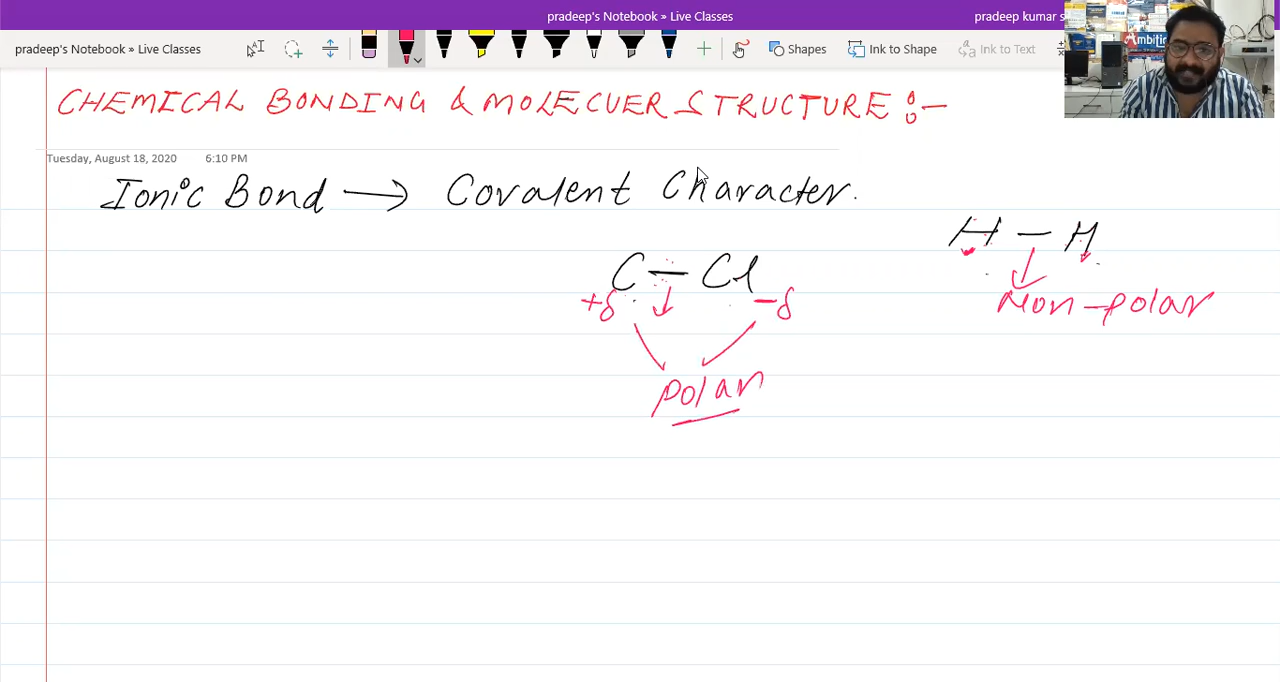 pradeep's Notebook » Live Classes
pradeep kumar s
pradeep's Notebook » Live Classes
Shapes
Ink to Shape
Ink to Text
Ambitio
CHEMICAL BONDING & MOLECUER STRUCTURE :-
Tuesday, August 18, 2020 6:10 PM
Ionic Bond → Covalent Character.
H — H
C — Cl
+δ -δ
Non-polar
polar